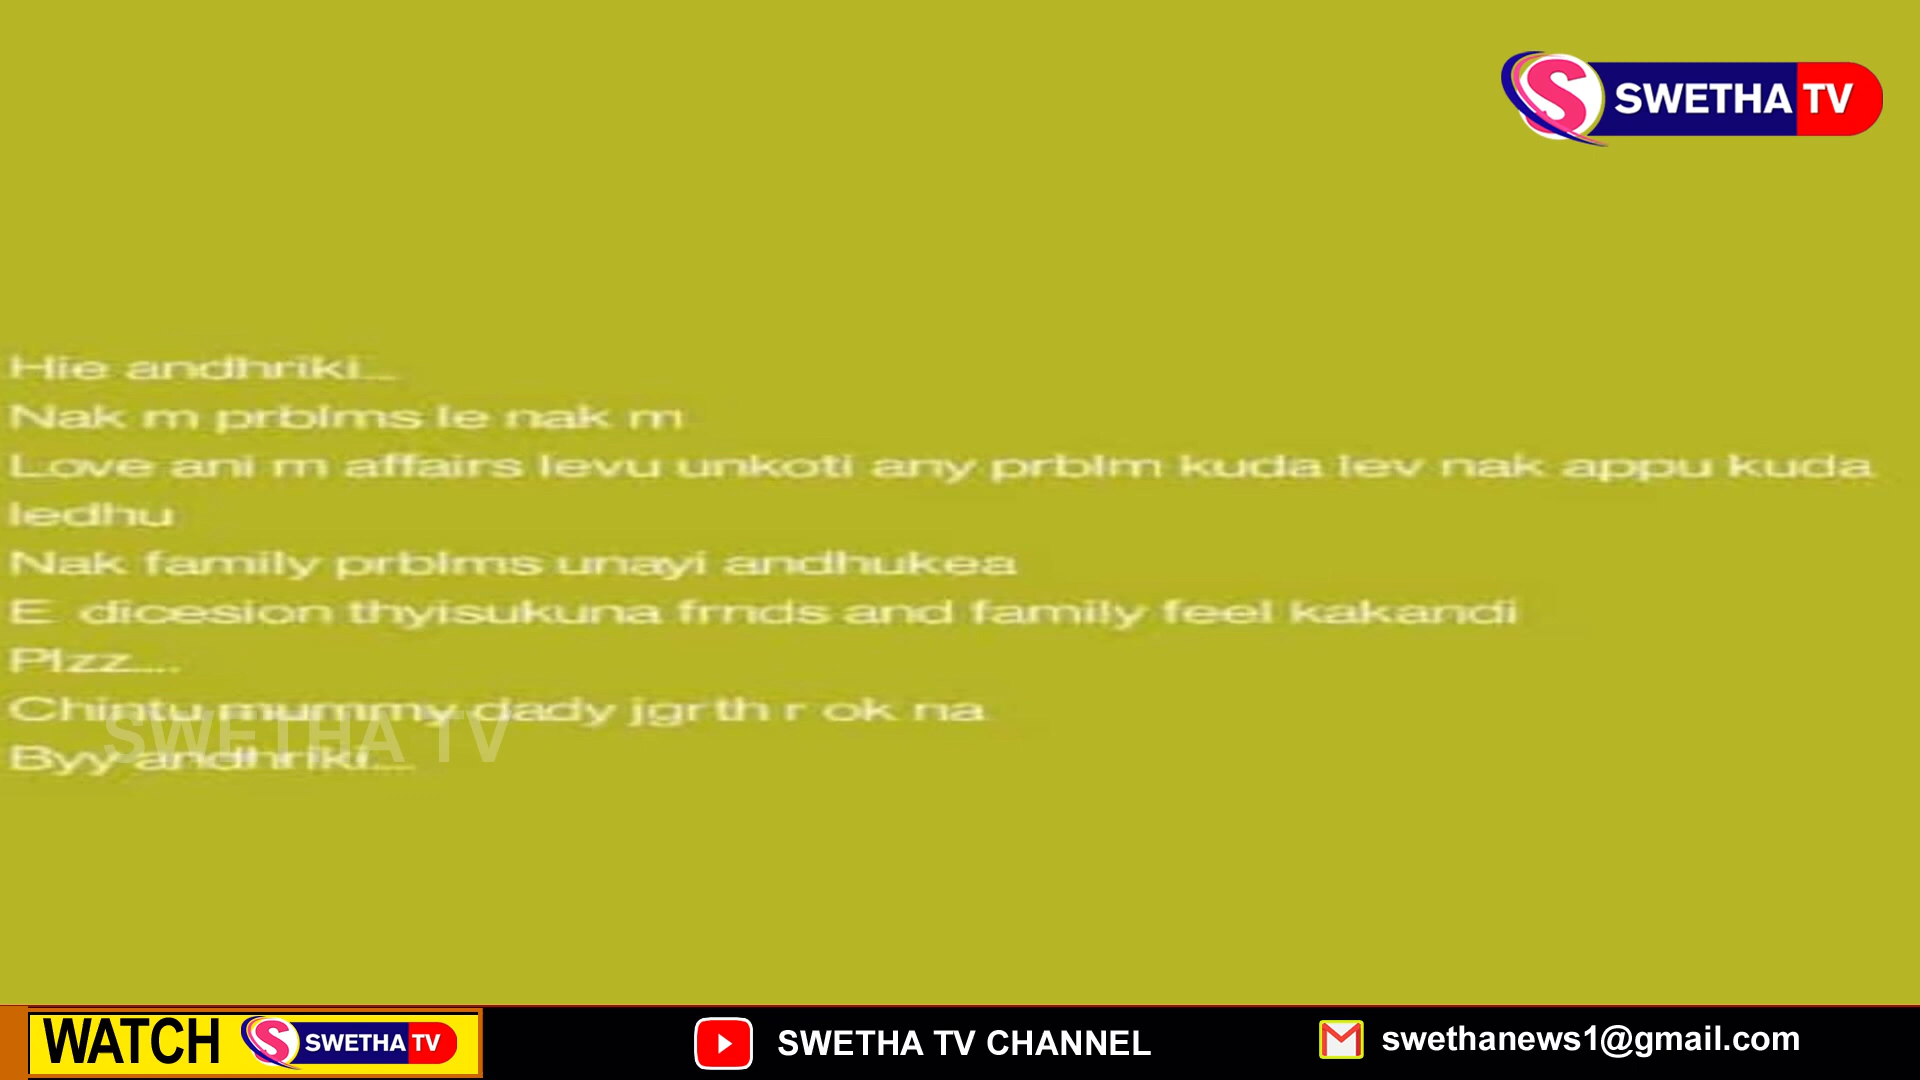 SWETHA TV
Hie andhriki...
Nak m prblms le nak m
Love ani m affairs levu unkoti any prblm kuda lev nak appu kuda
ledhu
Nak family prblms unayi andhukea
E dicesion thyisukuna frnds and family feel kakandi
Plzz....
Chintu mummy dady jgrth r ok na
Byy andhriki....
SWETHA TV
WATCH SWETHA TV SWETHA TV CHANNEL swethanews1@gmail.com